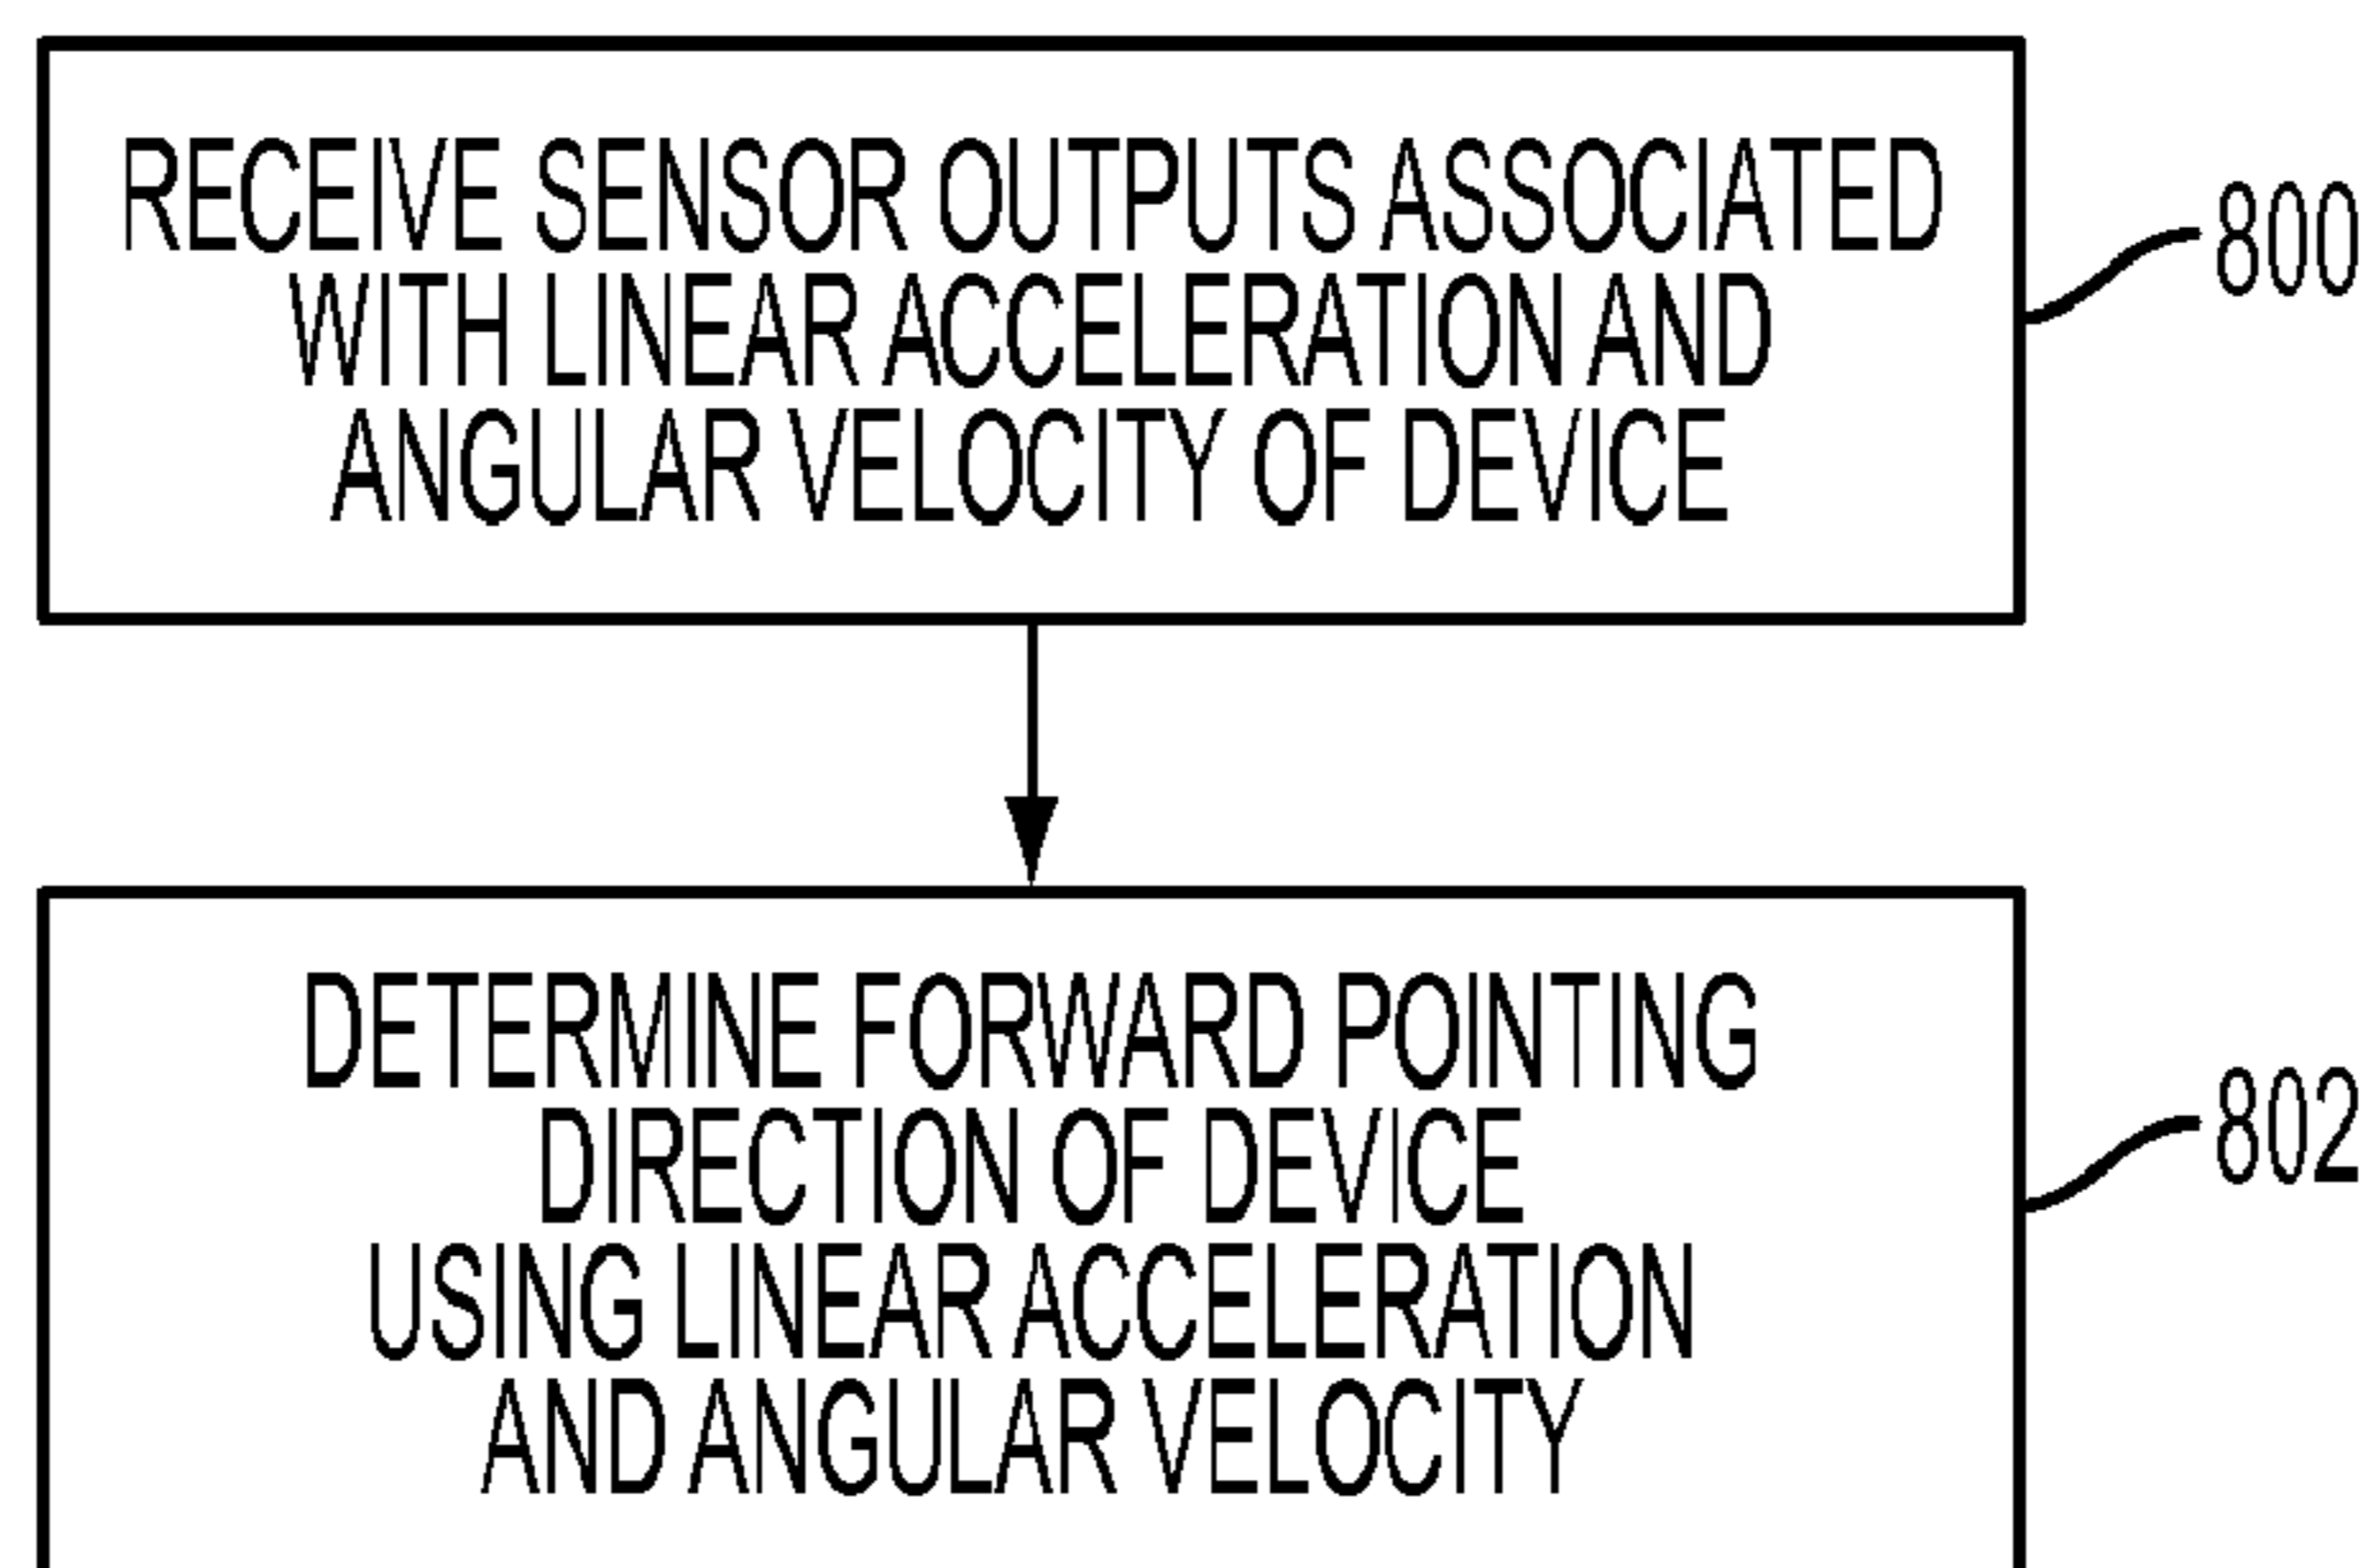 RECEIVE SENSOR OUTPUTS ASSOCIATED
WITH LINEAR ACCELERATION AND
ANGULAR VELOCITY OF DEVICE
800
DETERMINE FORWARD POINTING
DIRECTION OF DEVICE
USING LINEAR ACCELERATION
AND ANGULAR VELOCITY
802